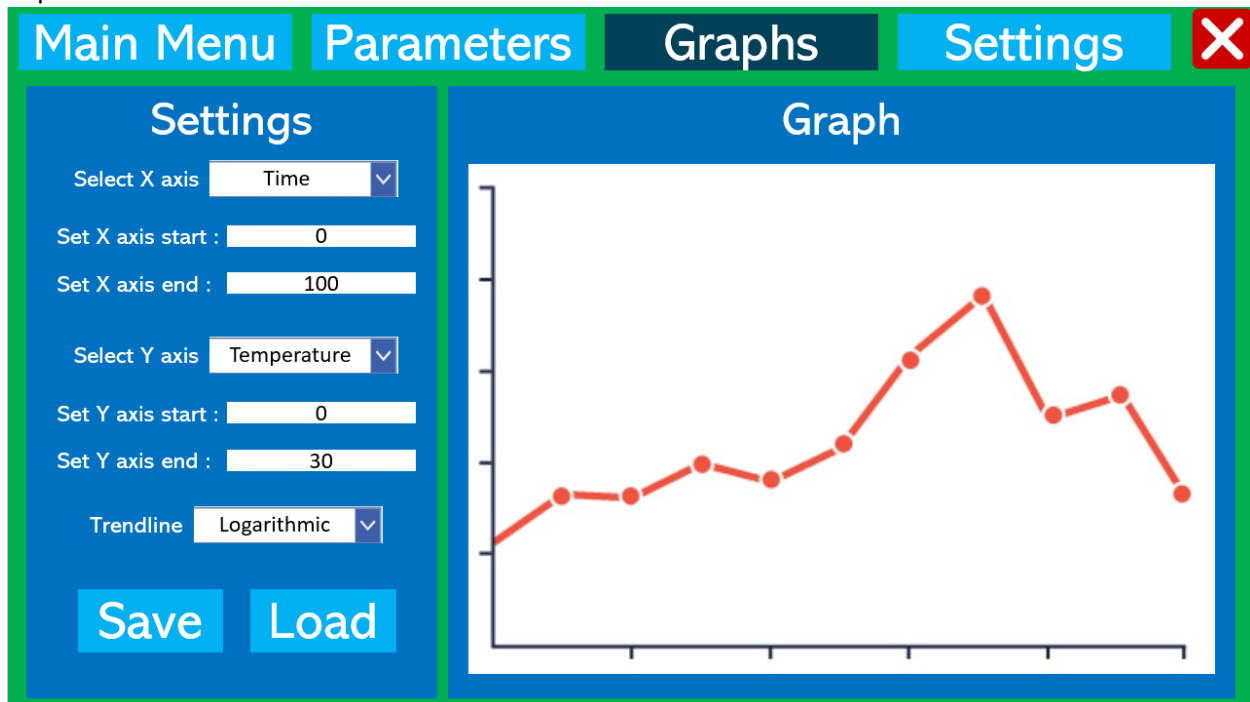 Main Menu Parameters Graphs Settings
Settings
Select X axis Time
Set X axis start : 0
Set X axis end : 100
Select Y axis Temperature
Set Y axis start : 0
Set Y axis end : 30
Trendline Logarithmic
Save Load
Graph